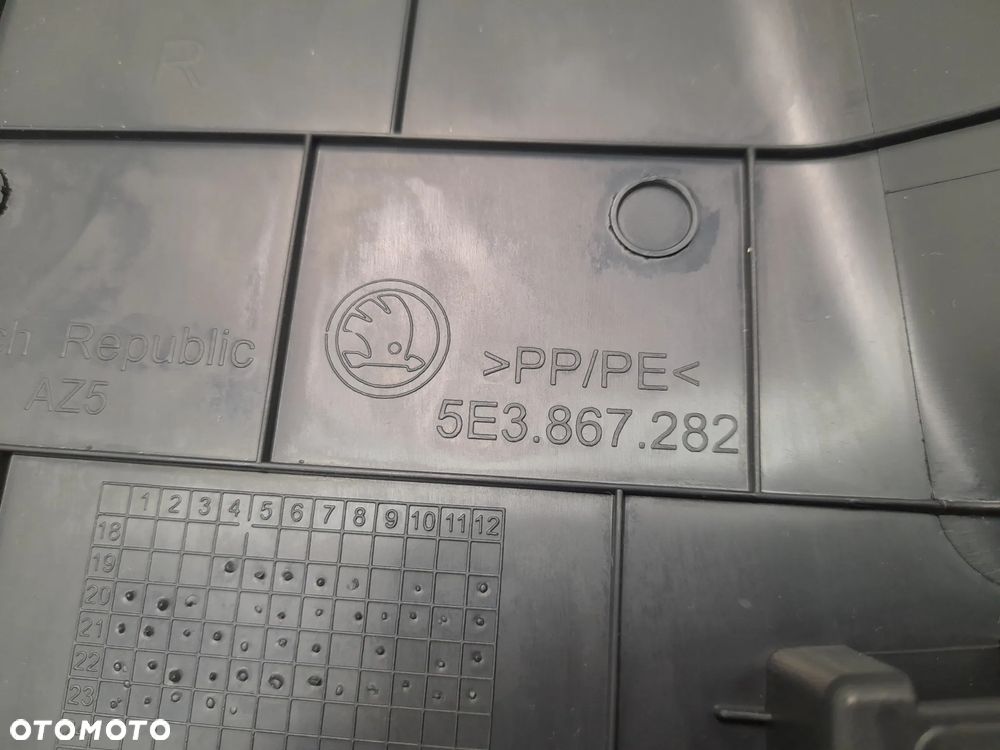 R
ch Republic
AZ5
>PP/PE<
5E3.867.282
1 2 3 4 5 6 7 8 9 10 11 12
18
19
20
21
22
23
OTOMOTO